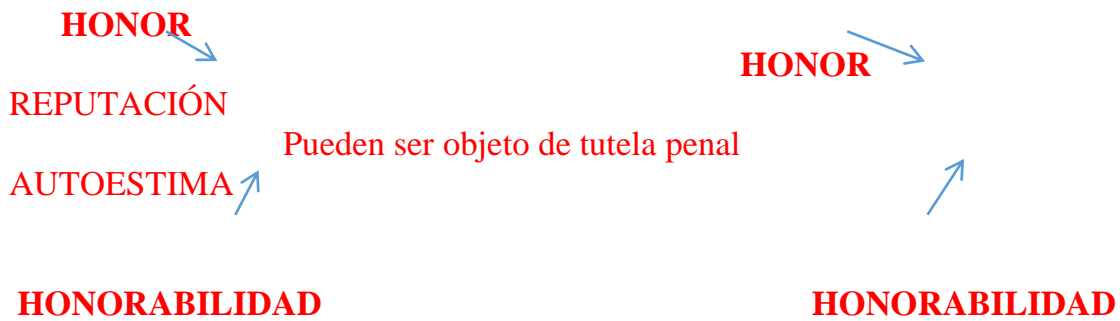 HONOR
HONOR
REPUTACIÓN
Pueden ser objeto de tutela penal
AUTOESTIMA
HONORABILIDAD
HONORABILIDAD